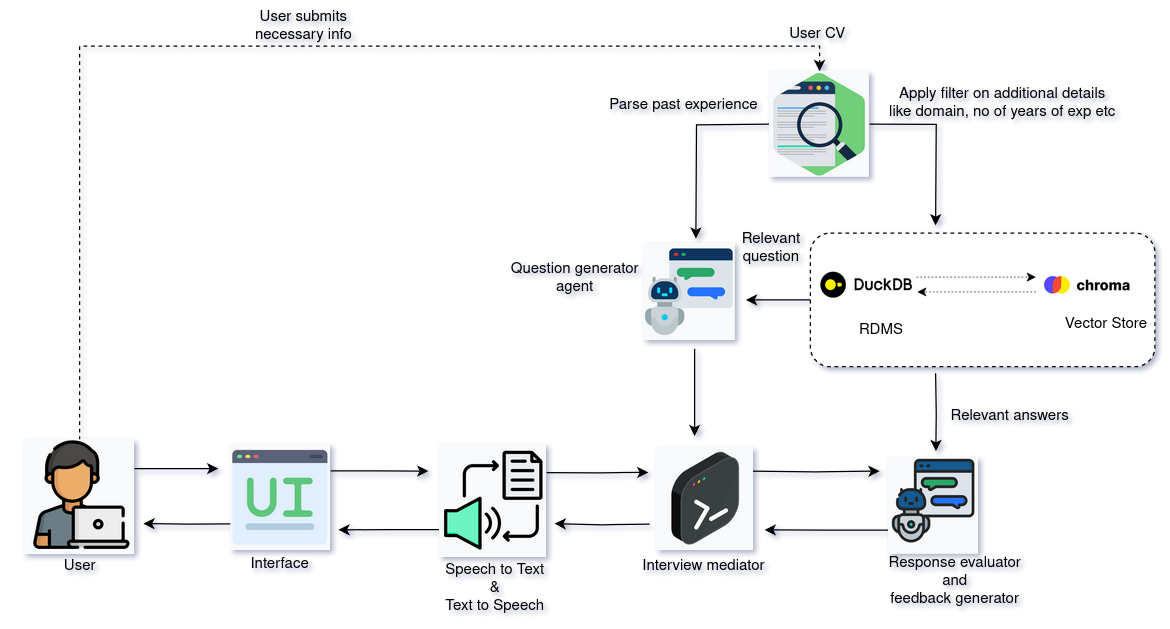 User submits
necessary info
User CV
Parse past experience
Apply filter on additional details
like domain, no of years of exp etc
Relevant
question
Question generator
agent
DuckDB
chroma
RDMS
Vector Store
Relevant answers
UI
User
Interface
Speech to Text
&
Text to Speech
Interview mediator
Response evaluator
and
feedback generator